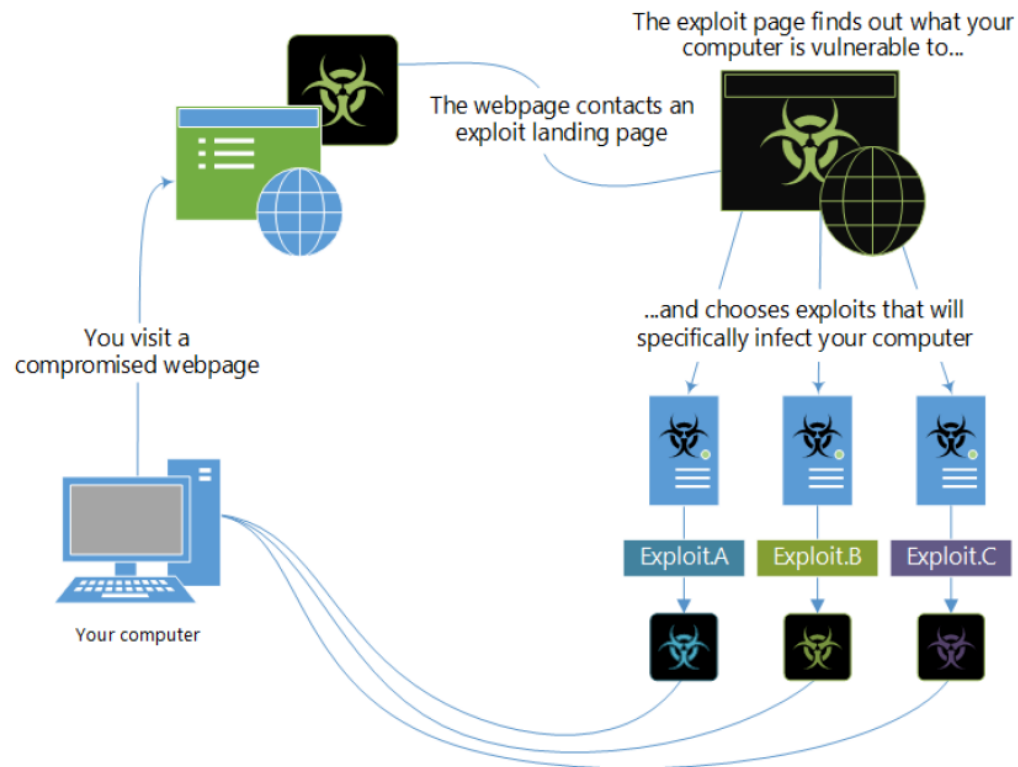 The exploit page finds out what your
computer is vulnerable to...
The webpage contacts an
exploit landing page
...and chooses exploits that will
specifically infect your computer
You visit a
compromised webpage
Exploit.A
Exploit.B
Exploit.C
Your computer